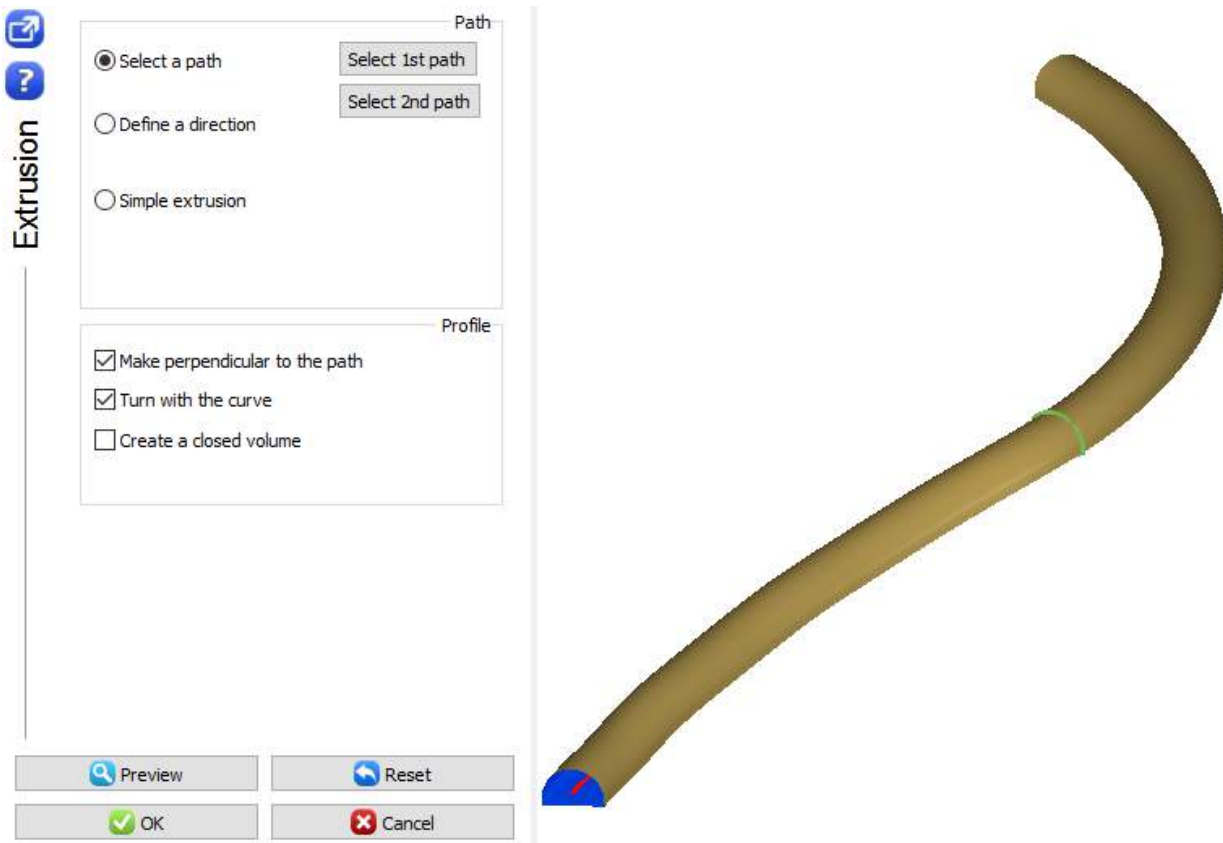 Extrusion
?
Path
Select a path
Select 1st path
Select 2nd path
Define a direction
Simple extrusion
Profile
Make perpendicular to the path
Turn with the curve
Create a closed volume
Preview
Reset
OK
Cancel